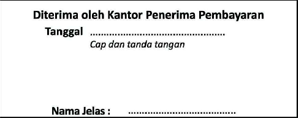 Diterima oleh Kantor Penerima Pembayaran
Tanggal ................................................
Cap dan tanda tangan
Nama Jelas : ......................................